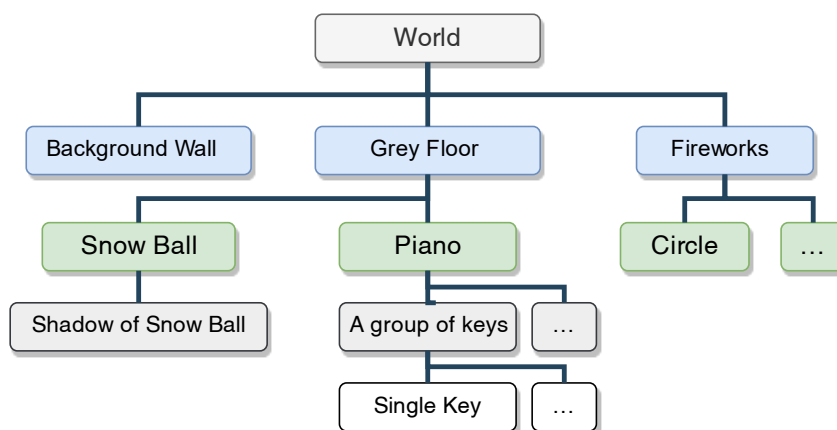 World
Background Wall
Grey Floor
Fireworks
Snow Ball
Piano
Circle
...
Shadow of Snow Ball
A group of keys
...
Single Key
...